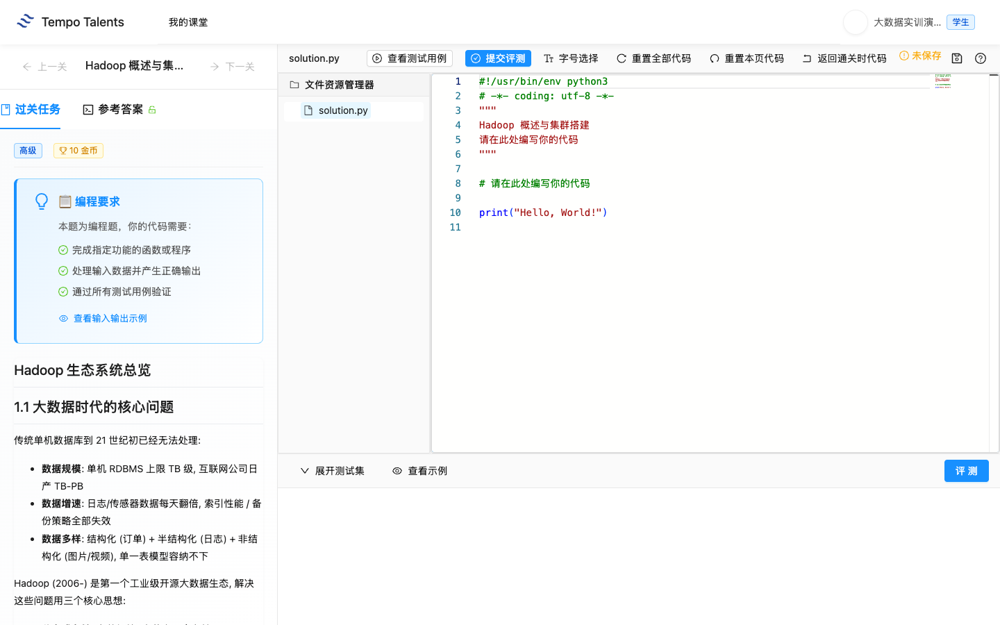 Tempo Talents
我的课堂
大数据实训演...
学生
上一关
Hadoop 概述与集...
下一关
过关任务
参考答案
高级
10 金币
编程要求
本题为编程题，你的代码需要：
完成指定功能的函数或程序
处理输入数据并产生正确输出
通过所有测试用例验证
查看输入输出示例
Hadoop 生态系统总览
1.1 大数据时代的核心问题
传统单机数据库到 21 世纪初已经无法处理:
数据规模: 单机 RDBMS 上限 TB 级, 互联网公司日
产 TB-PB
数据增速: 日志/传感器数据每天翻倍, 索引性能 / 备
份策略全部失效
数据多样: 结构化 (订单) + 半结构化 (日志) + 非结
构化 (图片/视频), 单一表模型容纳不下
Hadoop (2006-) 是第一个工业级开源大数据生态, 解决
这些问题用三个核心思想:
solution.py
查看测试用例
提交评测
字号选择
重置全部代码
重置本页代码
返回通关时代码
未保存
文件资源管理器
solution.py
1 #!/usr/bin/env python3
2 # -*- coding: utf-8 -*-
3 """
4 Hadoop 概述与集群搭建
5 请在此处编写你的代码
6 """
7
8 # 请在此处编写你的代码
9
10 print("Hello, World!")
11
展开测试集
查看示例
评 测